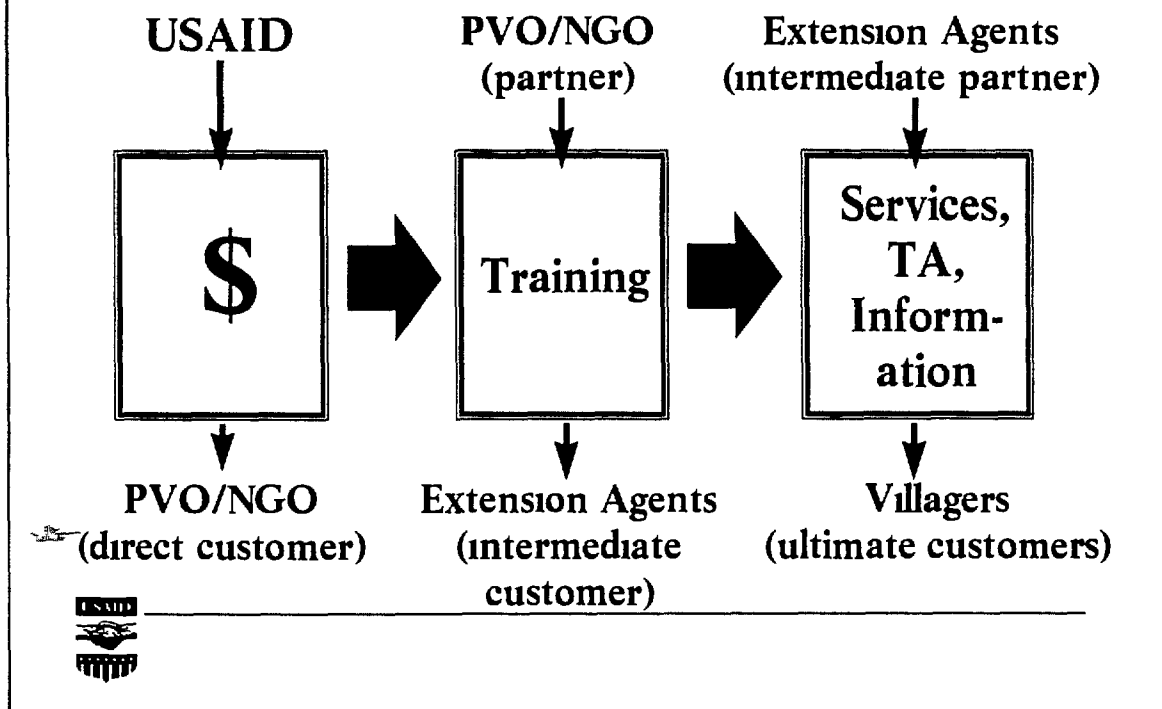 USAID
PVO/NGO
(partner)
Extension Agents
(intermediate partner)
$
Training
Services,
TA,
Inform-
ation
PVO/NGO
(direct customer)
Extension Agents
(intermediate
customer)
Villagers
(ultimate customers)
USAID